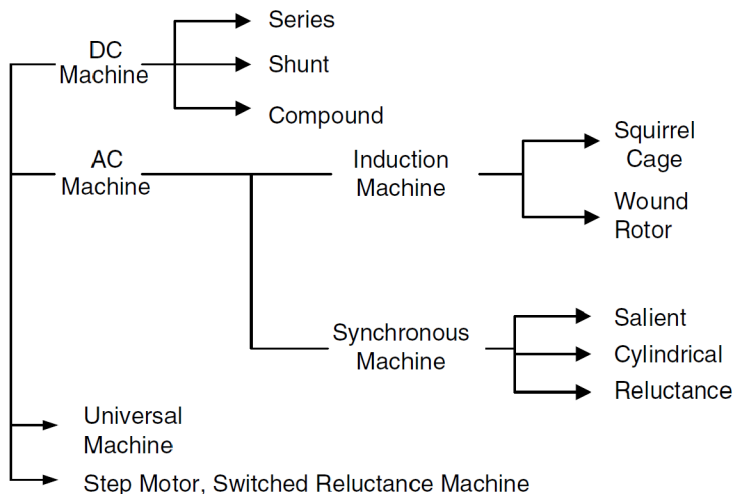 DC
Machine
Series
Shunt
Compound
AC
Machine
Induction
Machine
Squirrel
Cage
Wound
Rotor
Synchronous
Machine
Salient
Cylindrical
Reluctance
Universal
Machine
Step Motor, Switched Reluctance Machine